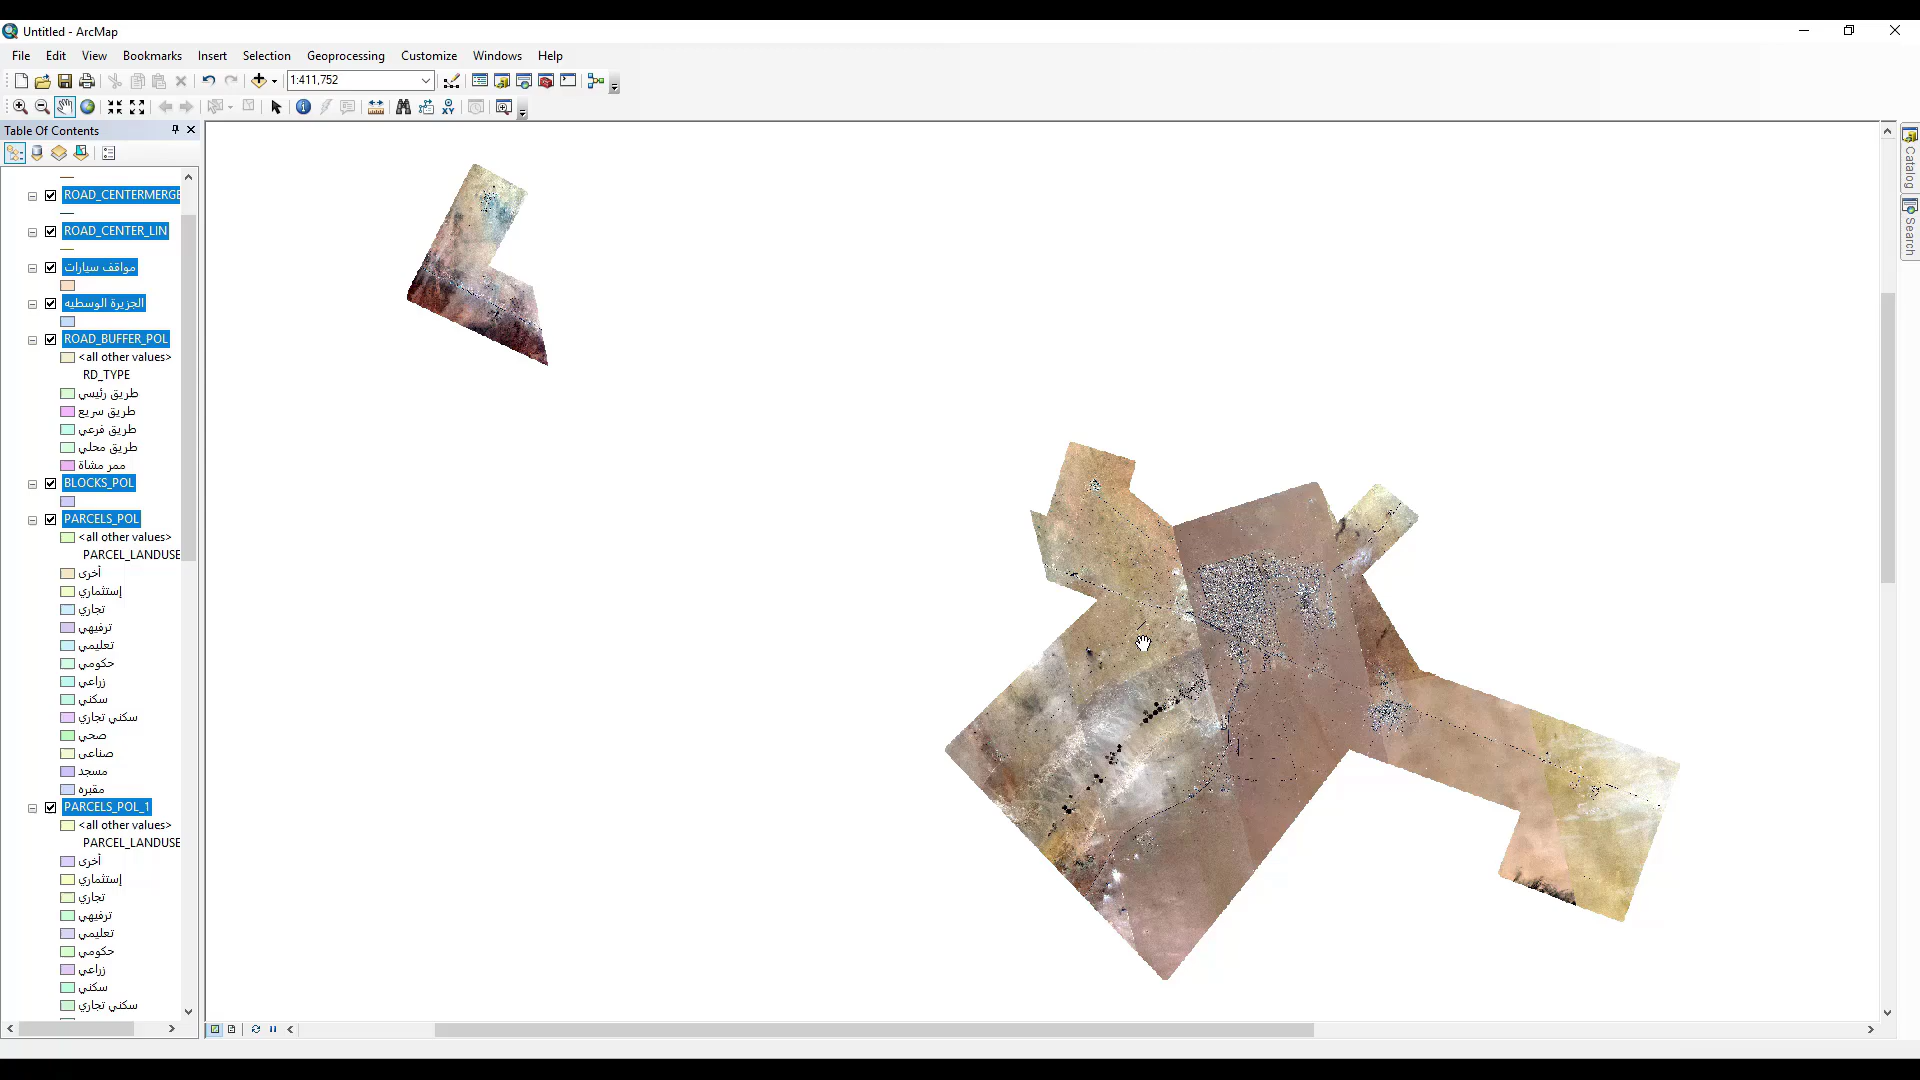 Untitled - ArcMap
File Edit View Bookmarks Insert Selection Geoprocessing Customize Windows Help
1:411,752
Table Of Contents
ROAD_CENTERMERGE
ROAD_CENTER_LIN
مواقف سيارات
الجزيرة الوسطيه
ROAD_BUFFER_POL
<all other values>
RD_TYPE
طريق رئيسي
طريق سريع
طريق فرعي
طريق محلي
ممر مشاة
BLOCKS_POL
PARCELS_POL
<all other values>
PARCEL_LANDUSE
أخرى
إستثماري
تجاري
ترفيهي
تعليمي
حكومي
زراعي
سكني
سكني تجاري
صحي
صناعى
مسجد
مقبره
PARCELS_POL_1
<all other values>
PARCEL_LANDUSE
أخرى
إستثماري
تجاري
ترفيهي
تعليمي
حكومي
زراعي
سكني
سكني تجاري
Catalog
Search